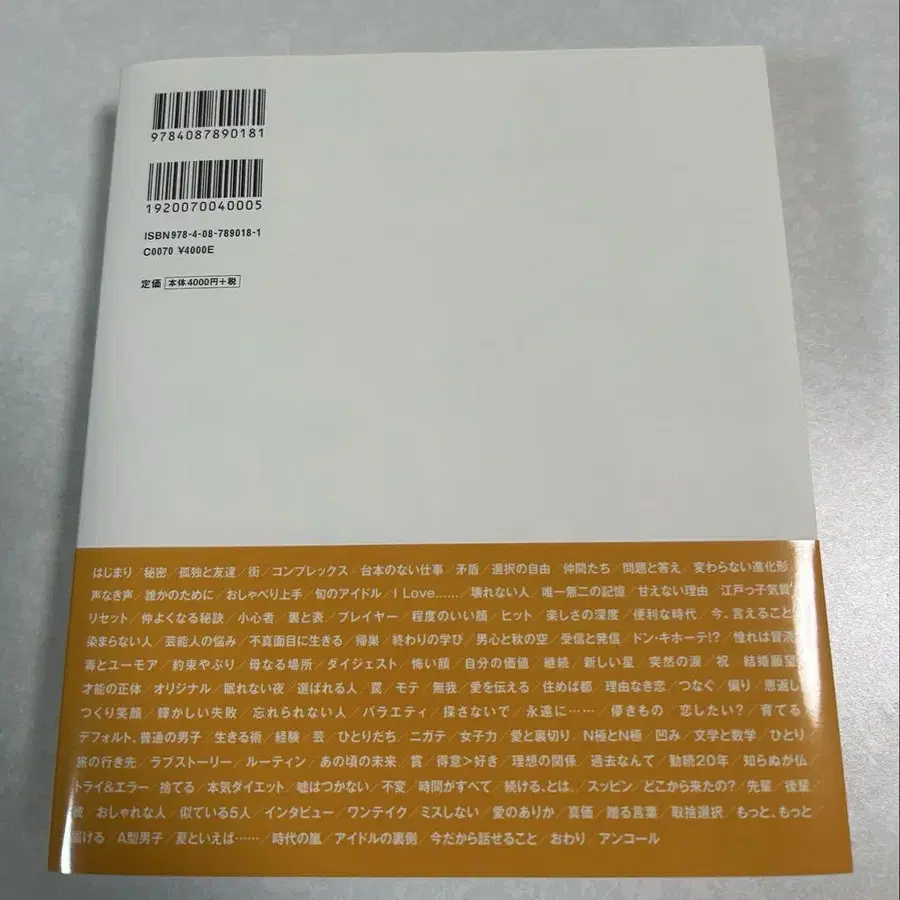 9784087890181
1920070040005
ISBN978-4-08-789018-1
C0070 ¥4000E
定価 本体4000円+税
はじまり/秘密/孤独と友達/街/コンプレックス/台本のない仕事/矛盾/選択の自由/仲間たち/問題と答え/変わらない進化形/
声なき声/誰かのために/おしゃべり上手/旬のアイドル/I Love....../壊れない人/唯一無二の記憶/甘えない理由/江戸っ子気質
リセット/仲よくなる秘訣/小心者/裏と表/プレイヤー/程度のいい顔/ヒット/楽しさの深度/便利な時代/今、言えること
染まらない人/芸能人の悩み/不真面目に生きる/帰巣/終わりの学び/男心と秋の空/受信と発信/ドン・キホーテ!?/憧れは冒
毒とユーモア/約束やぶり/母なる場所/ダイジェスト/怖い顔/自分の価値/継続/新しい星/突然の涙/祝/結婚願望
才能の正体/オリジナル/眠れない夜/選ばれる人/罠/モテ/無我/愛を伝える/住めば都/理由なき恋/つなぐ/偏り/恩返し
つくり笑顔/輝かしい失敗/忘れられない人/バラエティ/探さないで/永遠に……/儚きもの/恋したい?/育てる
デフォルト、普通の男子/生きる術/経験/芸/ひとりだち/ニガテ/女子力/愛と裏切り/N極とN極/凹み/文学と数学/ひとり
旅の行き先/ラブストーリー/ルーティン/あの頃の未来/賞/得意>好き/理想の関係/過去なんて/勤続20年/知らぬが仏
トライ&エラー/捨てる/本気ダイエット/嘘はつかない/不変/時間がすべて/続ける、とは。/スッピン/どこから来たの?/先輩/後輩
彼/おしゃれな人/似ている5人/インタビュー/ワンテイク/ミスしない/愛のありか/真価/贈る言葉/取捨選択/もっと、もっと
届ける/A型男子/夏といえば……/時代の嵐/アイドルの裏側/今だから話せること/おわり/アンコール